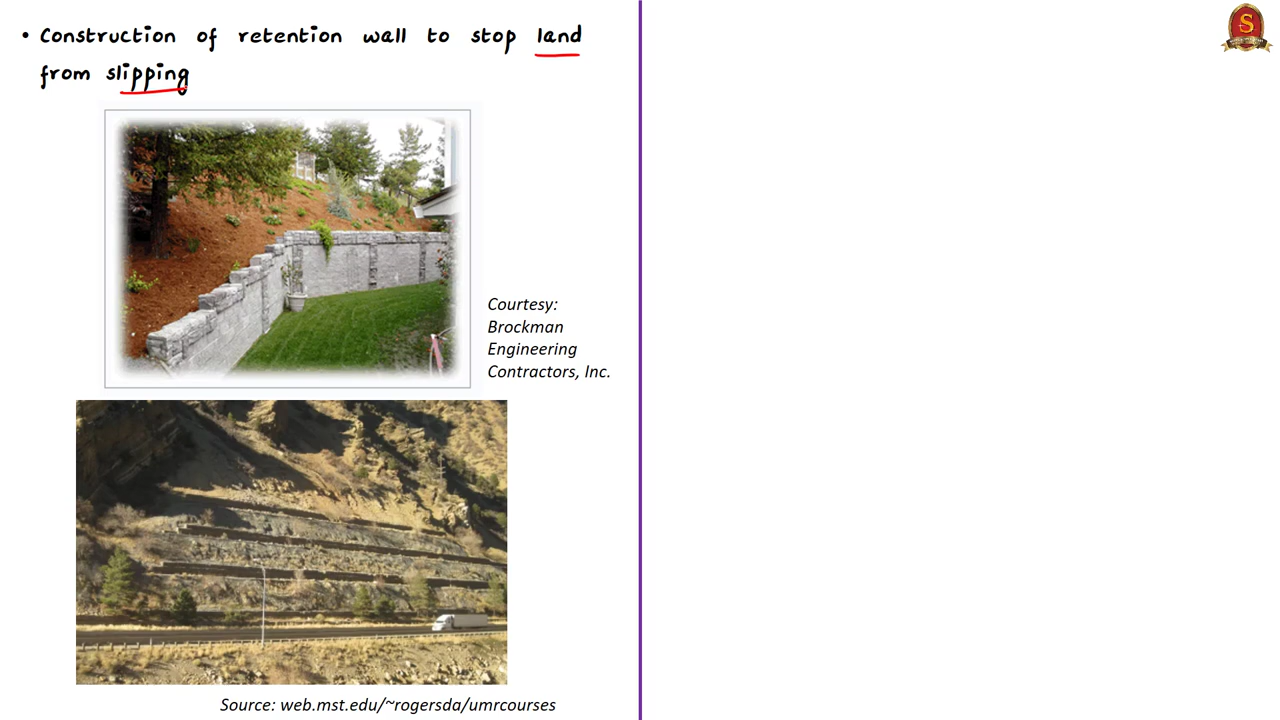 • Construction of retention wall to stop land
from slipping
Courtesy:
Brockman
Engineering
Contractors, Inc.
Source: web.mst.edu/~rogersda/umrcourses
S